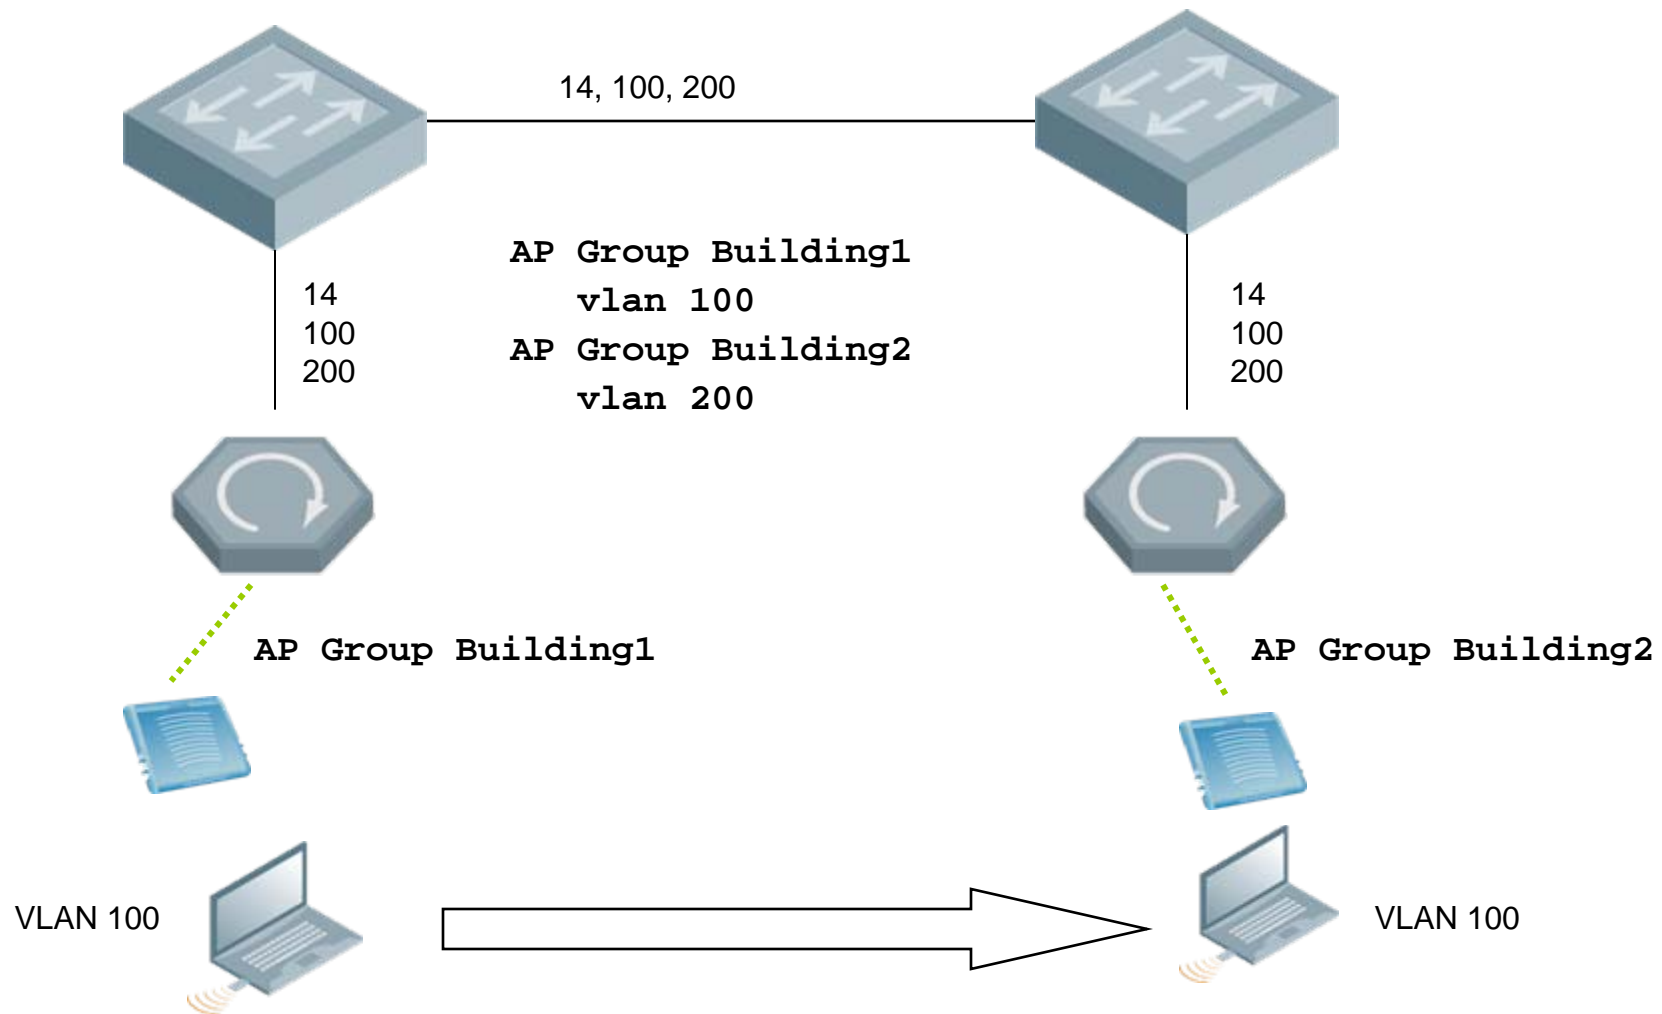 14, 100, 200
AP Group Building1
vlan 100
AP Group Building2
vlan 200
14
100
200
14
100
200
AP Group Building1
AP Group Building2
VLAN 100
VLAN 100